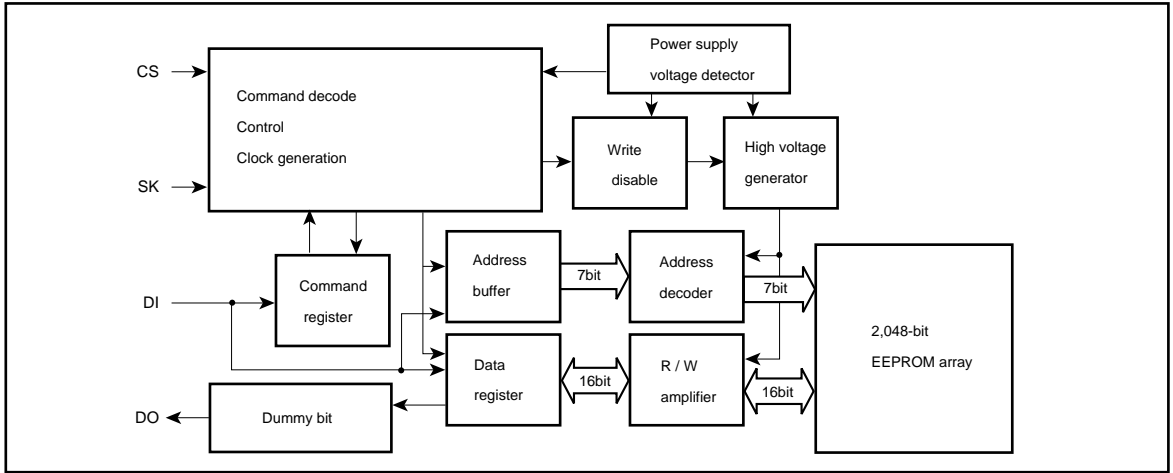 Power supply
voltage detector
CS
Command decode
Control
Clock generation
SK
Write
disable
High voltage
generator
Address
buffer
7bit
Address
decoder
7bit
DI
Command
register
2,048-bit
EEPROM array
Data
register
16bit
R / W
amplifier
16bit
DO
Dummy bit